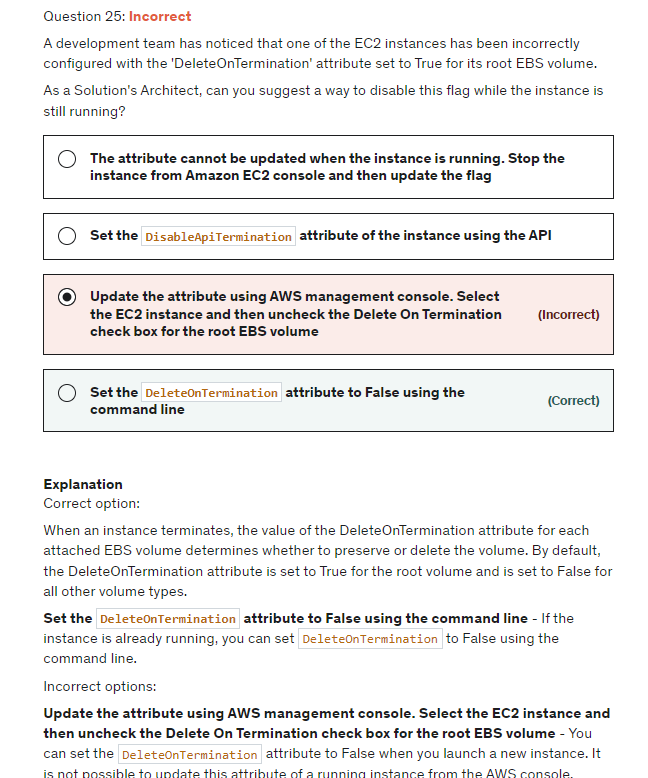 Question 25: Incorrect
A development team has noticed that one of the EC2 instances has been incorrectly
configured with the 'DeleteOnTermination' attribute set to True for its root EBS volume.
As a Solution's Architect, can you suggest a way to disable this flag while the instance is
still running?
The attribute cannot be updated when the instance is running. Stop the
instance from Amazon EC2 console and then update the flag
Set the DisableApiTermination attribute of the instance using the API
Update the attribute using AWS management console. Select
the EC2 instance and then uncheck the Delete On Termination
check box for the root EBS volume
(Incorrect)
Set the DeleteOnTermination attribute to False using the
command line
(Correct)
Explanation
Correct option:
When an instance terminates, the value of the DeleteOnTermination attribute for each
attached EBS volume determines whether to preserve or delete the volume. By default,
the DeleteOnTermination attribute is set to True for the root volume and is set to False for
all other volume types.
Set the DeleteOnTermination attribute to False using the command line - If the
instance is already running, you can set DeleteOnTermination to False using the
command line.
Incorrect options:
Update the attribute using AWS management console. Select the EC2 instance and
then uncheck the Delete On Termination check box for the root EBS volume - You
can set the DeleteOnTermination attribute to False when you launch a new instance. It
is not possible to update this attribute of a running instance from the AWS console.